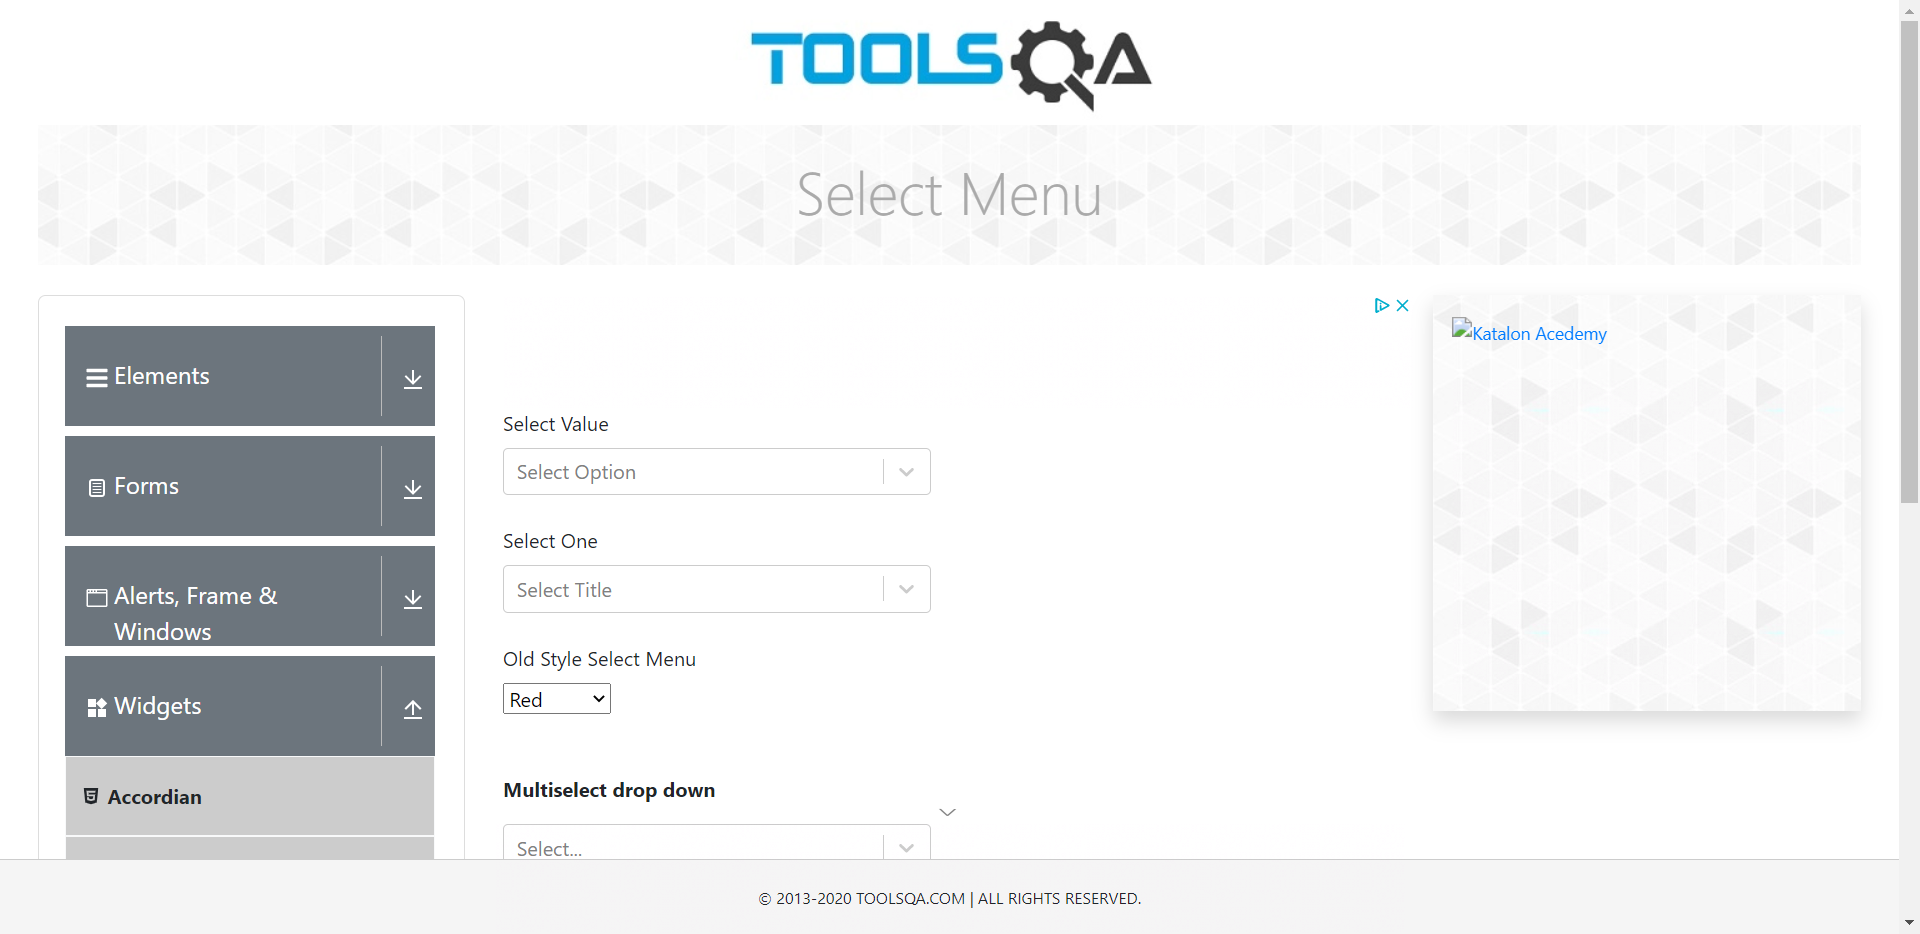 TOOLSQA
Select Menu
Elements
Forms
Alerts, Frame &
Windows
Widgets
Accordian
Select Value
Select Option
Select One
Select Title
Old Style Select Menu
Red
Multiselect drop down
Select...
Katalon Acedemy
© 2013-2020 TOOLSQA.COM | ALL RIGHTS RESERVED.